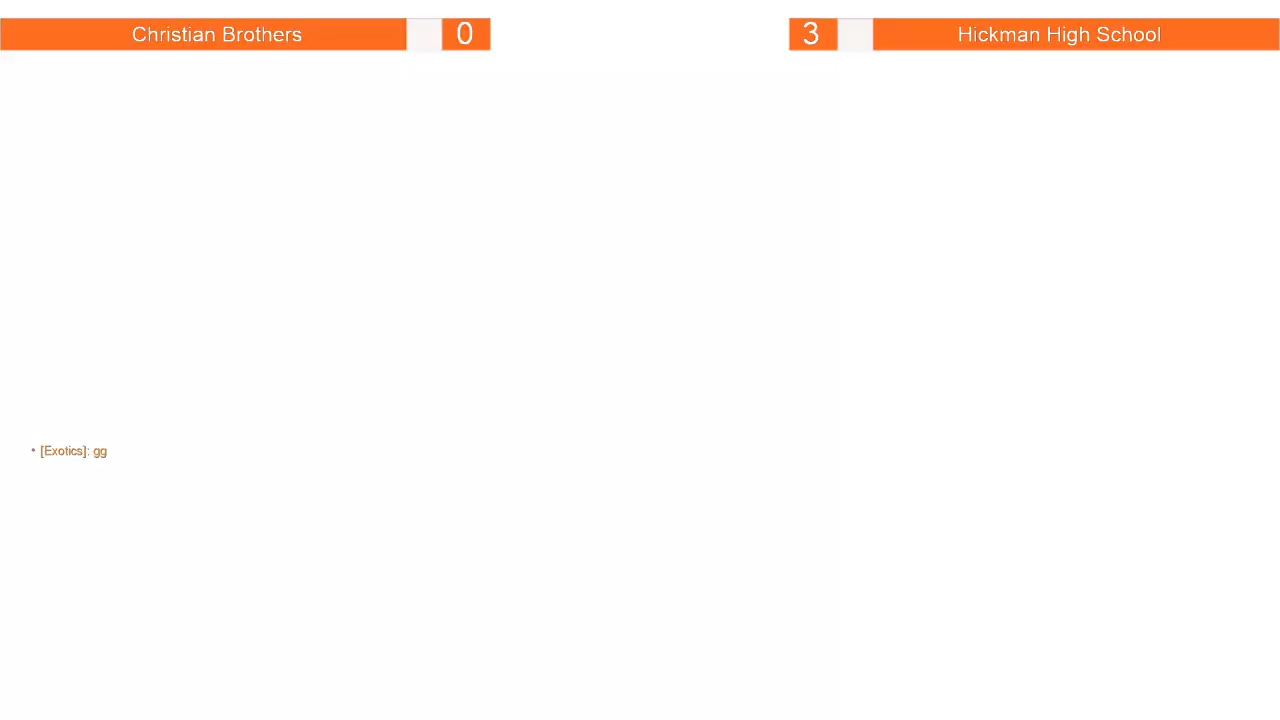 Christian Brothers 0 3 Hickman High School
• [Exotics]: gg